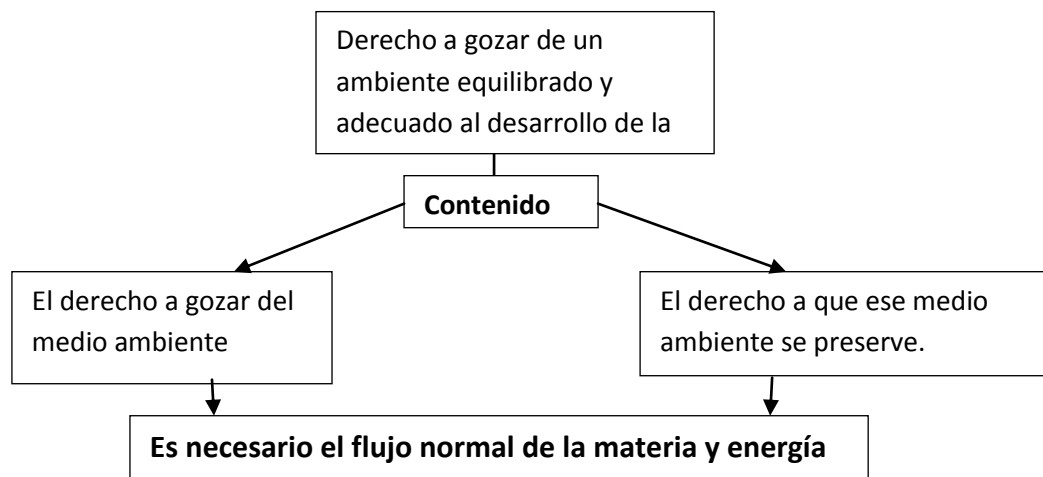 Derecho a gozar de un
ambiente equilibrado y
adecuado al desarrollo de la
Contenido
El derecho a gozar del
medio ambiente
El derecho a que ese medio
ambiente se preserve.
Es necesario el flujo normal de la materia y energía